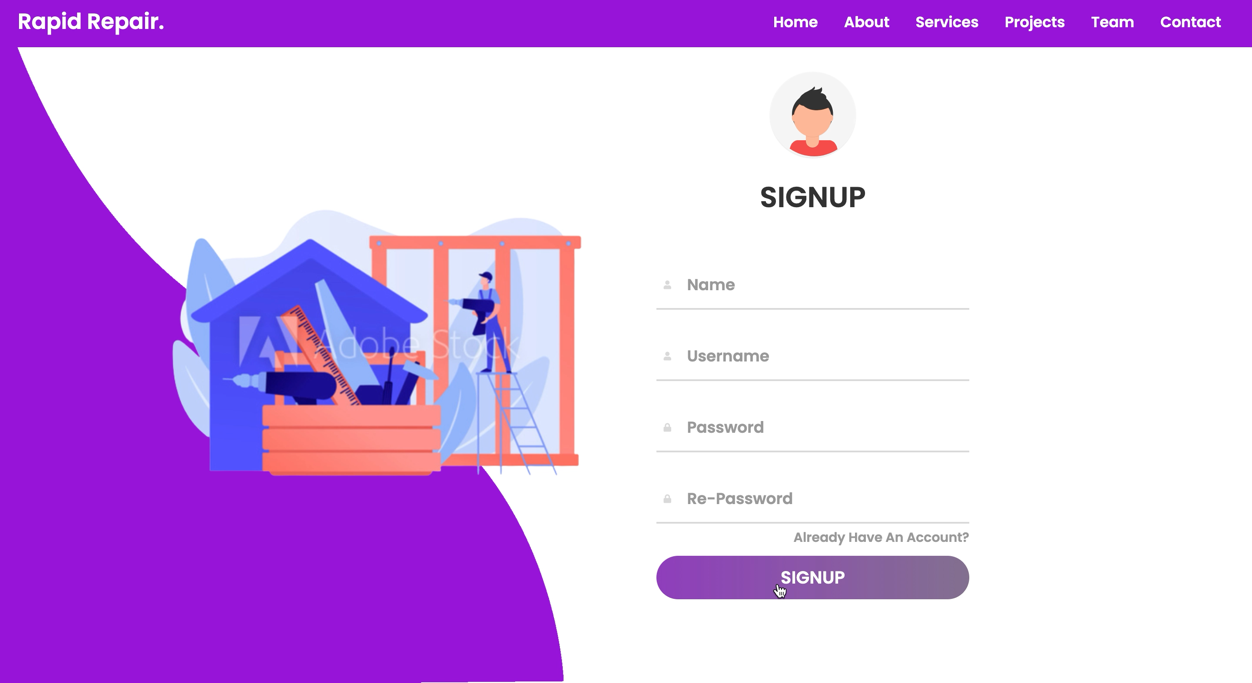 Rapid Repair.
Home About Services Projects Team Contact
SIGNUP
Adobe Stock
Name
Username
Password
Re-Password
Already Have An Account?
SIGNUP